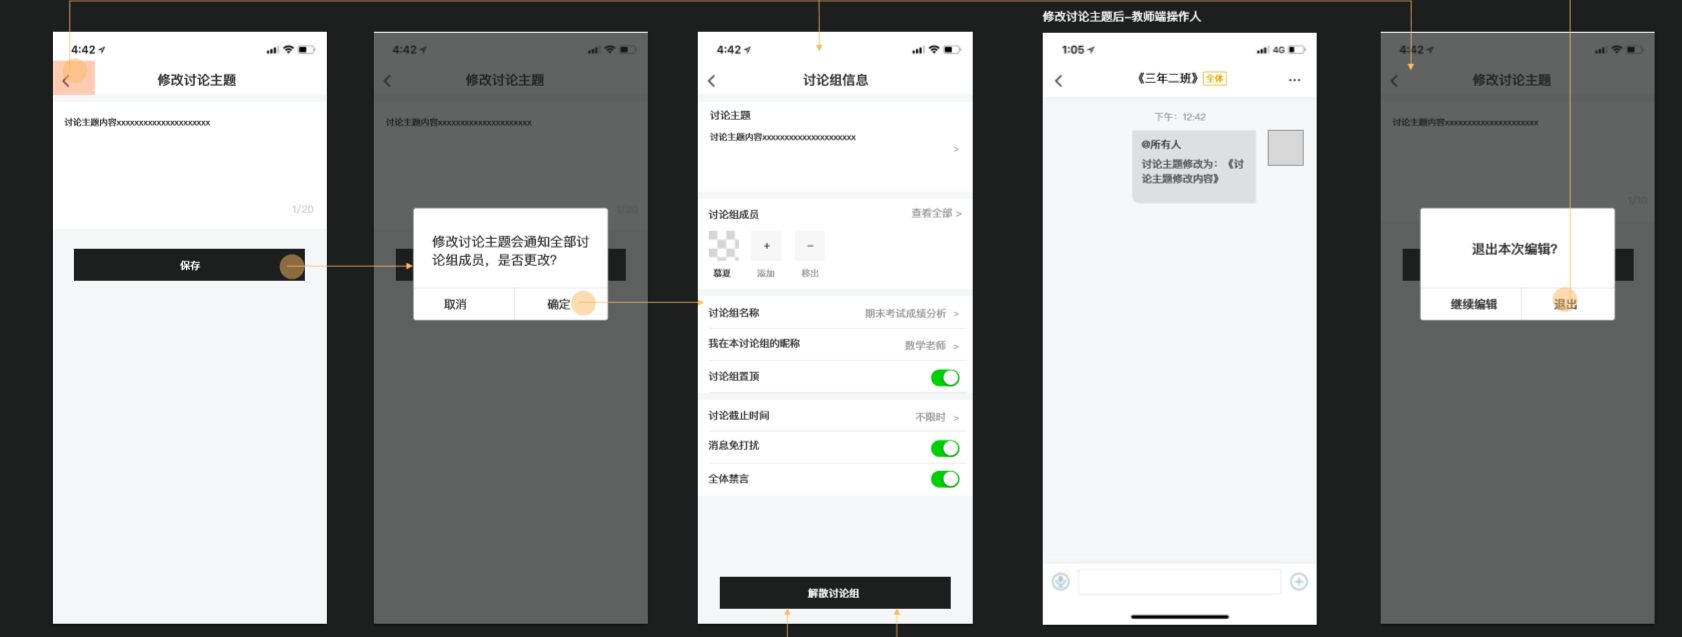 修改讨论主题后–教师端操作人
4:42
修改讨论主题
讨论主题内容xxxxxxxxxxxxxxxxxxxxx
1/20
保存
4:42
修改讨论主题
讨论主题内容xxxxxxxxxxxxxxxxxxxxx
1/20
修改讨论主题会通知全部讨
论组成员，是否更改？
取消
确定
4:42
讨论组信息
讨论主题
讨论主题内容xxxxxxxxxxxxxxxxxxxxx
>
讨论组成员
查看全部 >
+
−
慕夏
添加
移出
讨论组名称
期末考试成绩分析 >
我在本讨论组的昵称
数学老师 >
讨论组置顶
讨论截止时间
不限时 >
消息免打扰
全体禁言
解散讨论组
1:05
4G
《三年二班》 全体
...
下午：12:42
@所有人
讨论主题修改为：《讨
论主题修改内容》
4:42
修改讨论主题
讨论主题内容xxxxxxxxxxxxxxxxxxxxx
1/10
退出本次编辑？
继续编辑
退出